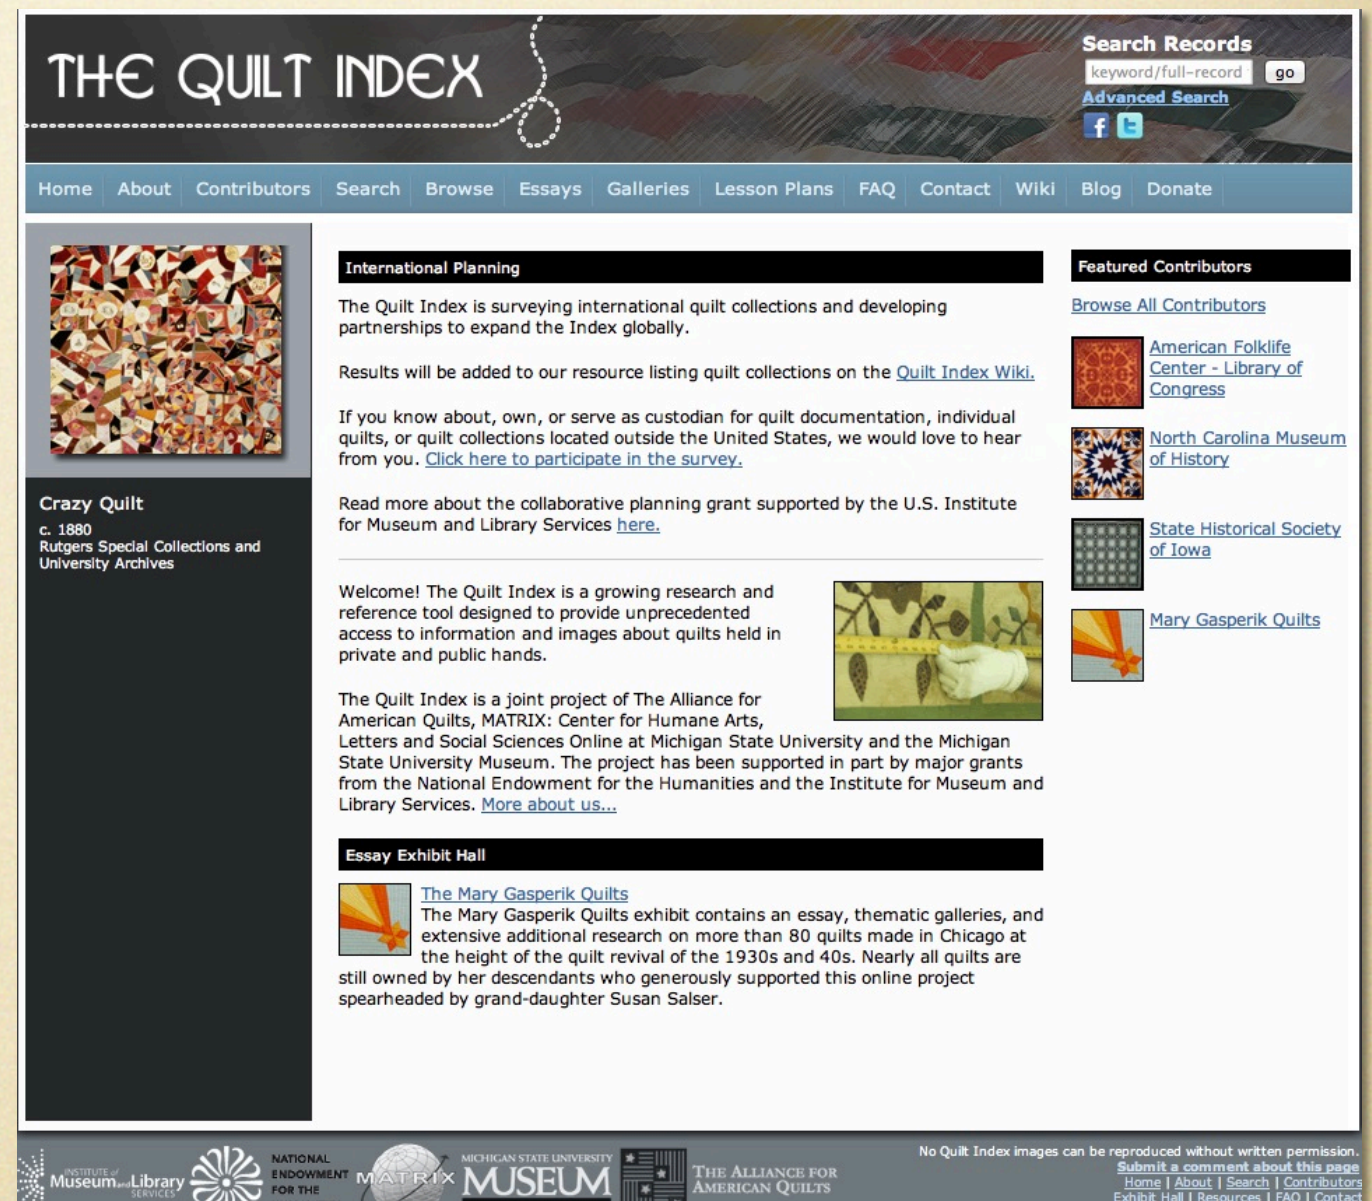 THE QUILT INDEX
Search Records
keyword/full-record go
Advanced Search
Home About Contributors Search Browse Essays Galleries Lesson Plans FAQ Contact Wiki Blog Donate
Crazy Quilt
c. 1880
Rutgers Special Collections and
University Archives
International Planning
The Quilt Index is surveying international quilt collections and developing
partnerships to expand the Index globally.
Results will be added to our resource listing quilt collections on the Quilt Index Wiki.
If you know about, own, or serve as custodian for quilt documentation, individual
quilts, or quilt collections located outside the United States, we would love to hear
from you. Click here to participate in the survey.
Read more about the collaborative planning grant supported by the U.S. Institute
for Museum and Library Services here.
Welcome! The Quilt Index is a growing research and
reference tool designed to provide unprecedented
access to information and images about quilts held in
private and public hands.
The Quilt Index is a joint project of The Alliance for
American Quilts, MATRIX: Center for Humane Arts,
Letters and Social Sciences Online at Michigan State University and the Michigan
State University Museum. The project has been supported in part by major grants
from the National Endowment for the Humanities and the Institute for Museum and
Library Services. More about us...
Essay Exhibit Hall
The Mary Gasperik Quilts
The Mary Gasperik Quilts exhibit contains an essay, thematic galleries, and
extensive additional research on more than 80 quilts made in Chicago at
the height of the quilt revival of the 1930s and 40s. Nearly all quilts are
still owned by her descendants who generously supported this online project
spearheaded by grand-daughter Susan Salser.
Featured Contributors
Browse All Contributors
American Folklife
Center - Library of
Congress
North Carolina Museum
of History
State Historical Society
of Iowa
Mary Gasperik Quilts
INSTITUTE of
Museum and Library
SERVICES
NATIONAL
ENDOWMENT
FOR THE
MATRIX
MICHIGAN STATE UNIVERSITY
MUSEUM
THE ALLIANCE FOR
AMERICAN QUILTS
No Quilt Index images can be reproduced without written permission.
Submit a comment about this page
Home | About | Search | Contributors
Exhibit Hall | Resources | FAQ | Contact